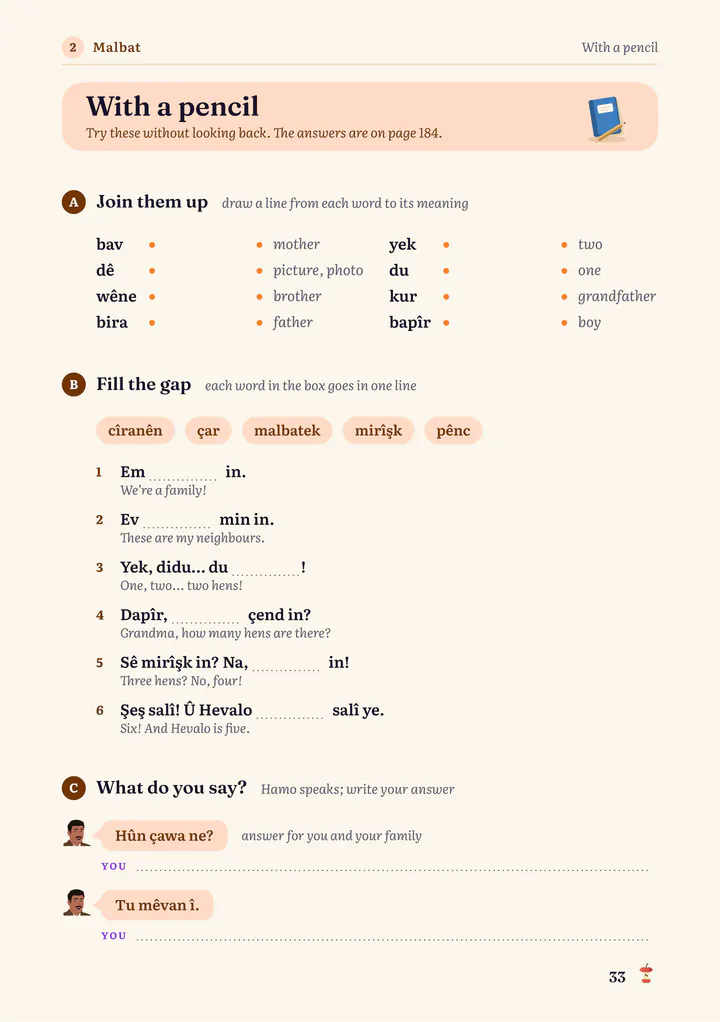 2 Malbat With a pencil
With a pencil
Try these without looking back. The answers are on page 184.
A Join them up draw a line from each word to its meaning
bav • • mother yek • • two
dê • • picture, photo du • • one
wêne • • brother kur • • grandfather
bira • • father bapîr • • boy
B Fill the gap each word in the box goes in one line
cîranên çar malbatek mirîşk pênc
1 Em .............. in.
We're a family!
2 Ev .............. min in.
These are my neighbours.
3 Yek, didu... du ..............!
One, two... two hens!
4 Dapîr, .............. çend in?
Grandma, how many hens are there?
5 Sê mirîşk in? Na, .............. in!
Three hens? No, four!
6 Şeş salî! Û Hevalo .............. salî ye.
Six! And Hevalo is five.
C What do you say? Hamo speaks; write your answer
Hûn çawa ne? answer for you and your family
YOU ..............
Tu mêvan î.
YOU ..............
33